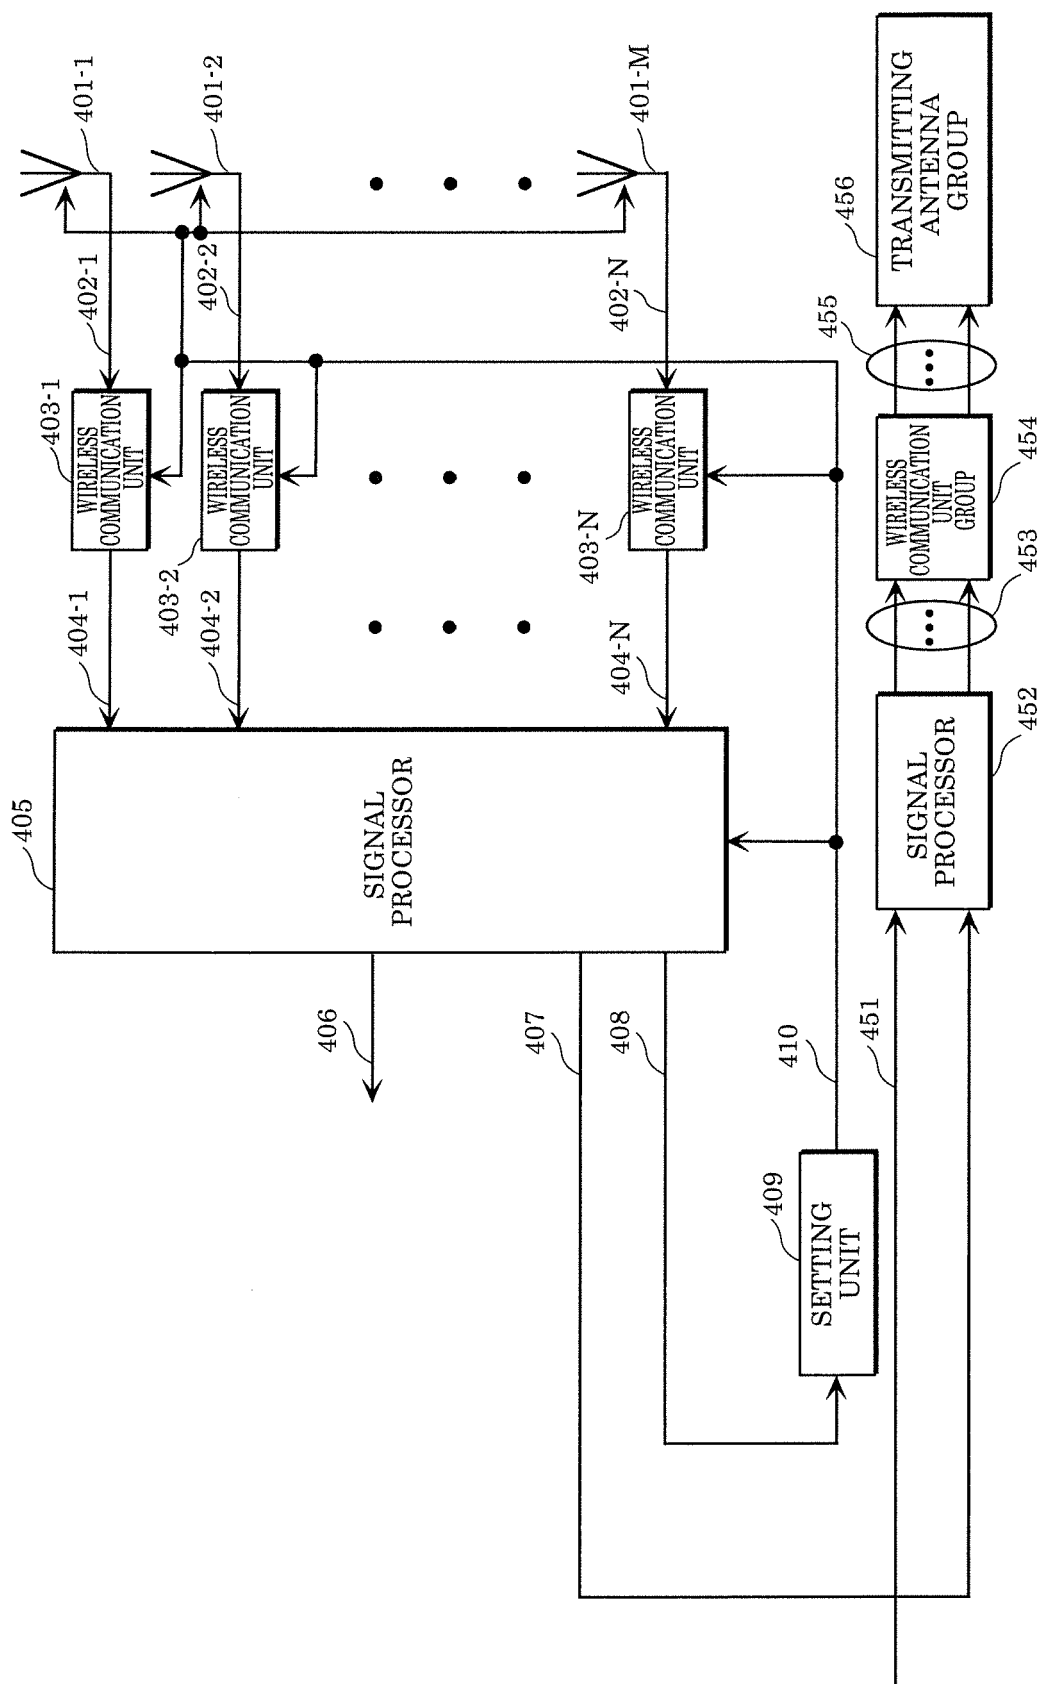 401-1
401-2
401-M
402-1
402-2
402-N
403-1
WIRELESS
COMMUNICATION
UNIT
403-2
WIRELESS
COMMUNICATION
UNIT
403-N
WIRELESS
COMMUNICATION
UNIT
404-1
404-2
404-N
405
SIGNAL
PROCESSOR
406
407
408
409
SETTING
UNIT
410
451
452
SIGNAL
PROCESSOR
453
454
WIRELESS
COMMUNICATION
UNIT
GROUP
455
456
TRANSMITTING
ANTENNA
GROUP